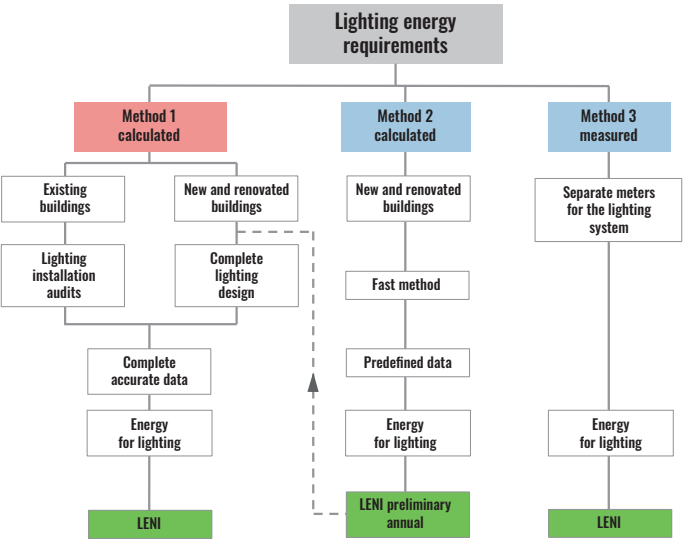 Lighting energy
requirements
Method 1
calculated
Method 2
calculated
Method 3
measured
Existing
buildings
New and renovated
buildings
New and renovated
buildings
Separate meters
for the lighting
system
Lighting
installation
audits
Complete
lighting
design
Fast method
Complete
accurate data
Predefined data
Energy
for lighting
Energy
for lighting
Energy
for lighting
LENI
LENI preliminary
annual
LENI